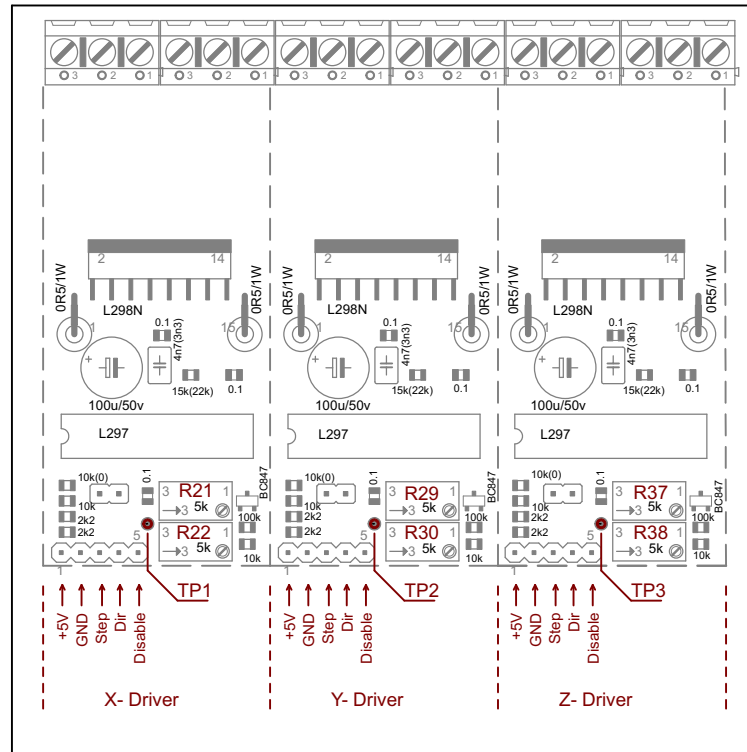 3 2 1 3 2 1 3 2 1 3 2 1 3 2 1 3 2 1
2 14 2 14 2 14
0R5/1W 0R5/1W 0R5/1W 0R5/1W 0R5/1W 0R5/1W
L298N L298N L298N
1 0.1 15 1 0.1 15 1 0.1 15
4n7(3n3) 4n7(3n3) 4n7(3n3)
+ + +
15k(22k) 0.1 15k(22k) 0.1 15k(22k) 0.1
100u/50v 100u/50v 100u/50v
L297 L297 L297
10k(0) 0.1 BC847 10k(0) 0.1 BC847 10k(0) 0.1 BC847
3 R21 1 3 R29 1 3 R37 1
10k 3 5k 10k 3 5k 10k 3 5k
2k2 100k 2k2 100k 2k2 100k
2k2 5 R22 2k2 5 R30 2k2 5 R38
3 5k 10k 3 5k 10k 3 5k 10k
1 1 1
TP1 TP2 TP3
+5V GND Step Dir Disable +5V GND Step Dir Disable +5V GND Step Dir Disable
X- Driver Y- Driver Z- Driver